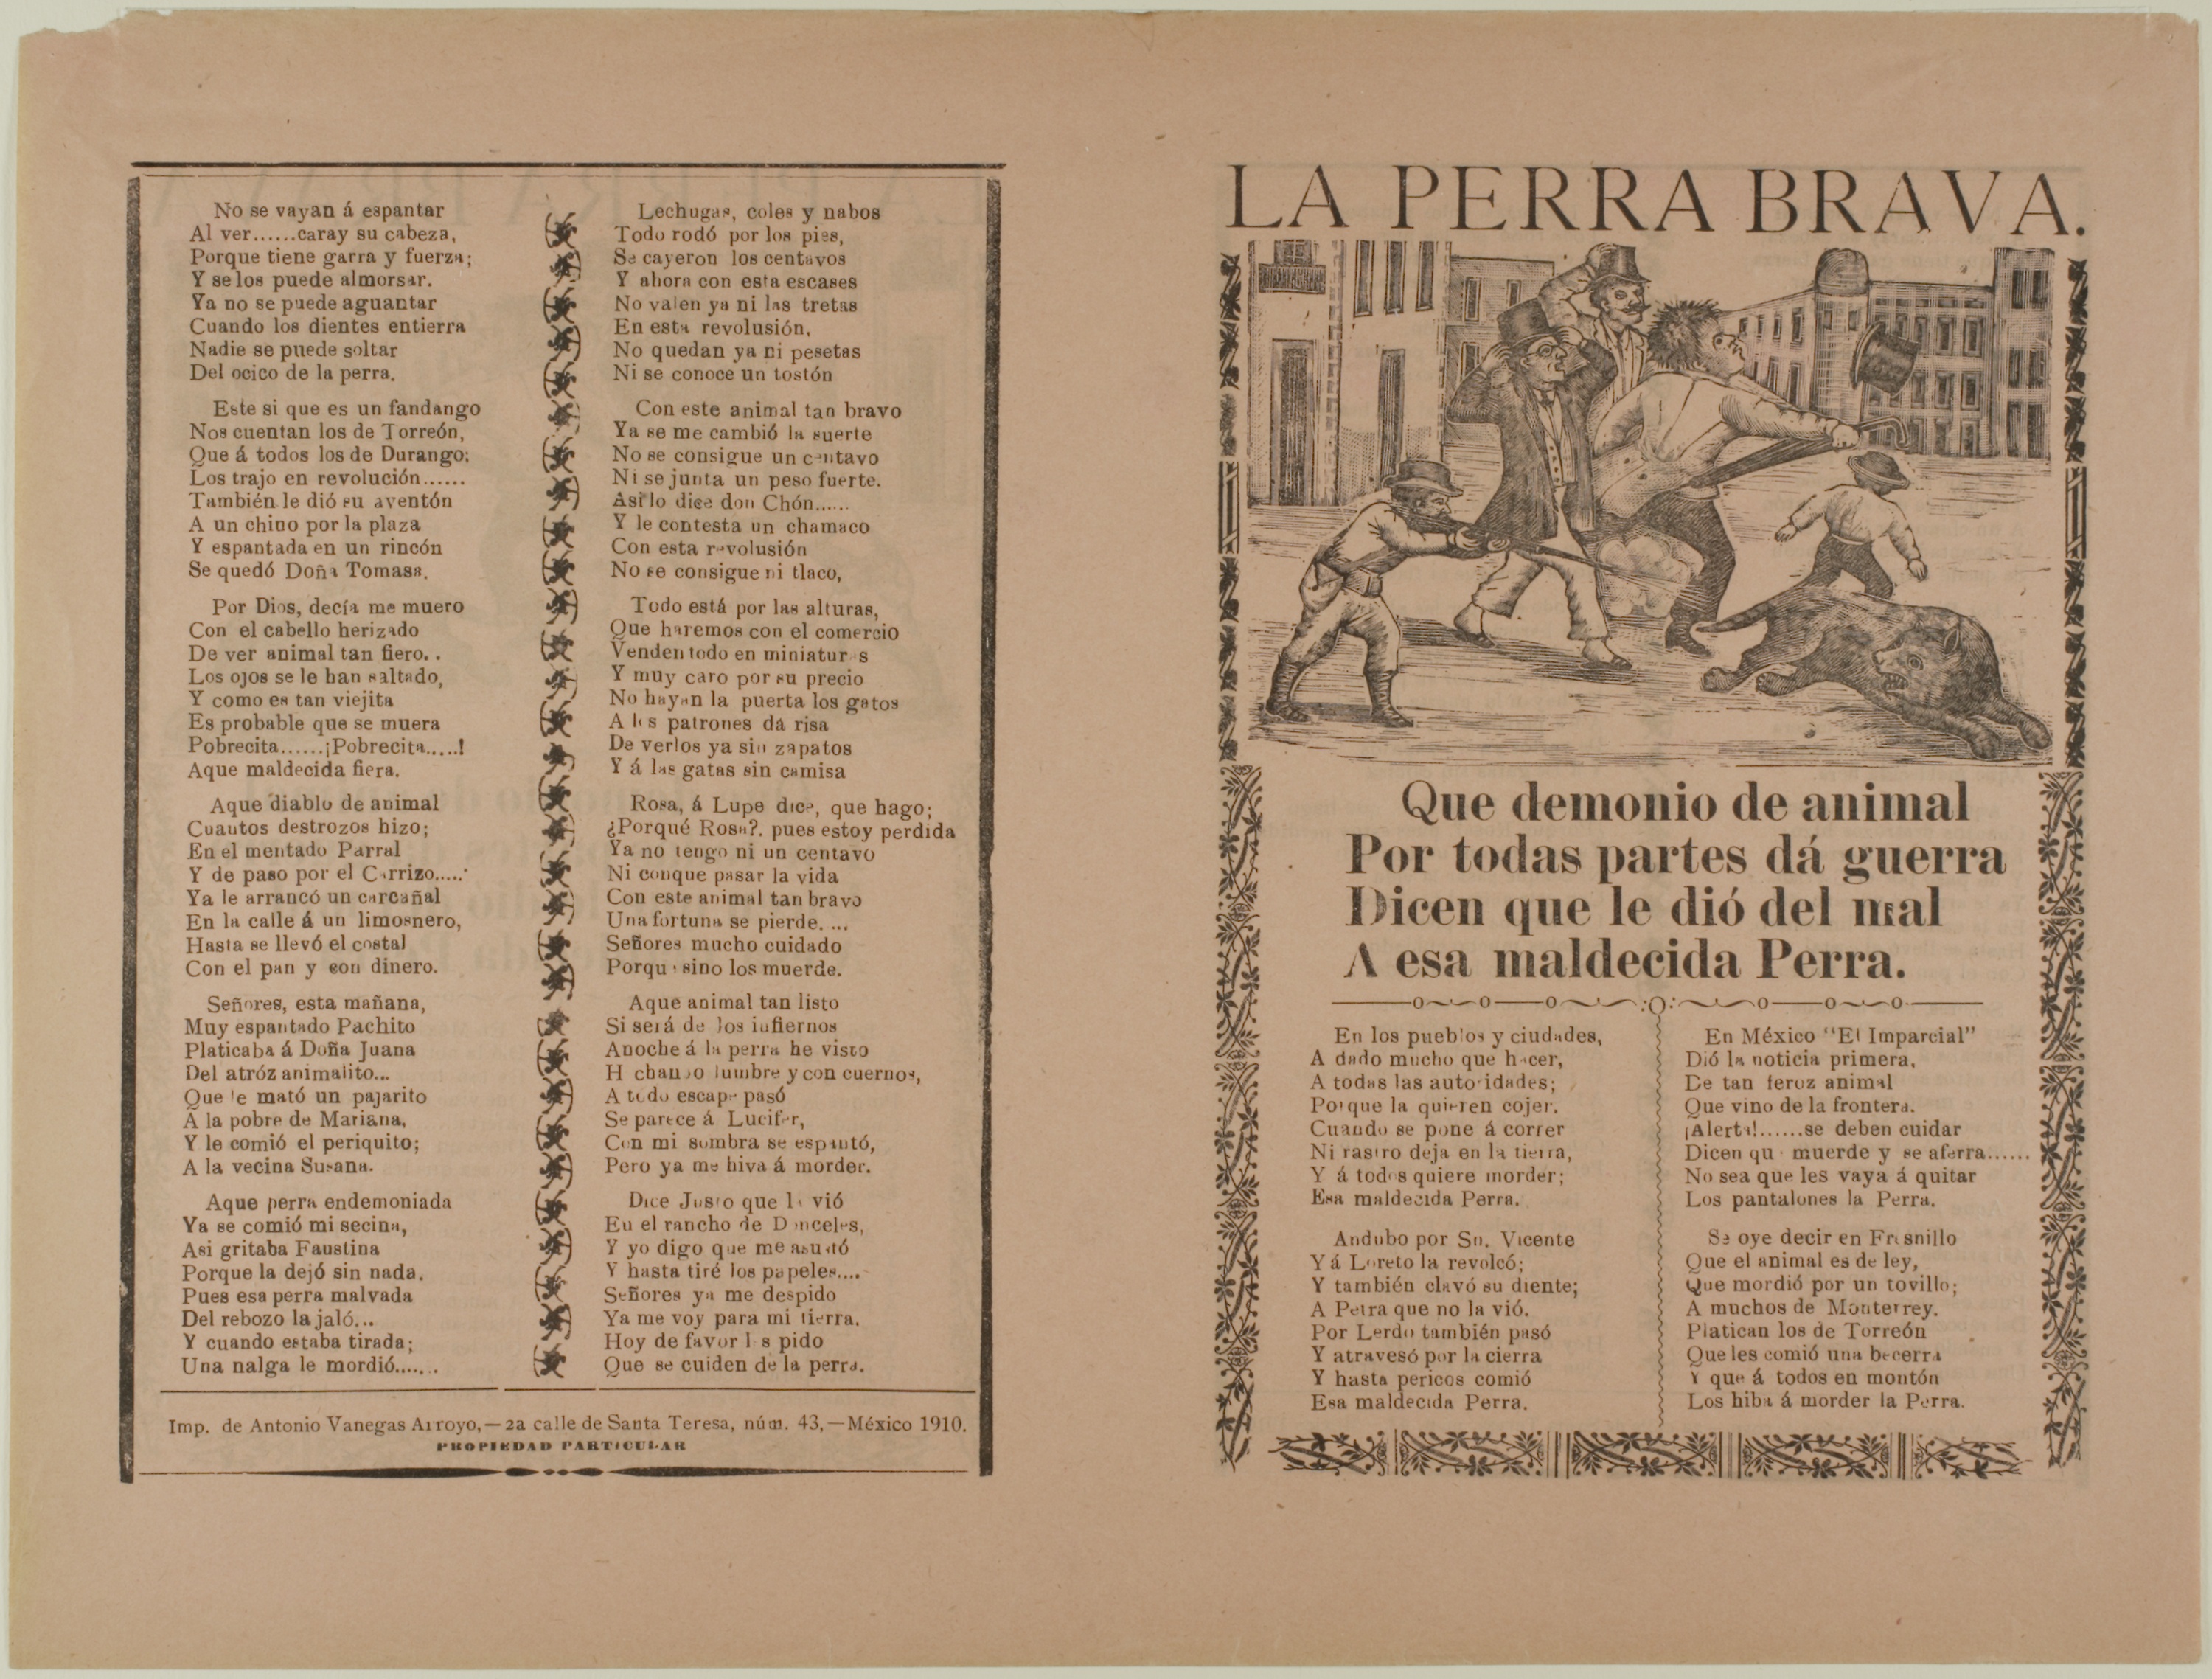 No se vayan á espantar
Al ver......caray su cabeza,
Porque tiene garra y fuerza;
Y se los puede almorsar.
Ya no se puede aguantar
Cuando los dientes entierra
Nadie se puede soltar
Del ocico de la perra.
Este si que es un fandango
Nos cuentan los de Torreón,
Que á todos los de Durango;
Los trajo en revolución......
También le dió su aventón
A un chino por la plaza
Y espantada en un rincón
Se quedó Doña Tomasa.
Por Dios, decía me muero
Con el cabello herizado
De ver animal tan fiero. .
Los ojos se le han saltado,
Y como es tan viejita
Es probable que se muera
Pobrecita......¡Pobrecita.....!
Aque maldecida fiera.
Aque diablo de animal
Cuantos destrozos hizo;
En el mentado Parral
Y de paso por el Carrizo.....
Ya le arrancó un carcañal
En la calle á un limosnero,
Hasta se llevó el costal
Con el pan y con dinero.
Señores, esta mañana,
Muy espantado Pachito
Platicaba á Doña Juana
Del atróz animalito...
Que le mató un pajarito
Á la pobre de Mariana,
Y le comió el periquito;
A la vecina Susana.
Aque perra endemoniada
Ya se comió mi secina,
Asi gritaba Faustina
Porque la dejó sin nada.
Pues esa perra malvada
Del rebozo la jaló...
Y cuando estaba tirada;
Una nalga le mordió.......
Lechugas, coles y nabos
Todo rodó por los pies,
Se cayeron los centavos
Y ahora con esta escases
No valen ya ni las tretas
En esta revolusión,
No quedan ya ni pesetas
Ni se conoce un tostón
Con este animal tan bravo
Ya se me cambió la suerte
No se consigue un centavo
Ni se junta un peso fuerte.
Asi lo dice don Chón......
Y le contesta un chamaco
Con esta revolusión
No se consigue ni tlaco,
Todo está por las alturas,
Que haremos con el comercio
Venden todo en miniaturas
Y muy caro por su precio
No hayan la puerta los gatos
A los patrones dá risa
De verlos ya sin zapatos
Y á las gatas sin camisa
Rosa, á Lupe dice, que hago;
¿Porqué Rosa?. pues estoy perdida
Ya no tengo ni un centavo
Ni conque pasar la vida
Con este animal tan bravo
Una fortuna se pierde. ...
Señores mucho cuidado
Porque sino los muerde.
Aque animal tan listo
Si será de los infiernos
Anoche á la perra he visto
Hechando lumbre y con cuernos,
A todo escape pasó
Se parece á Lucifer,
Con mi sombra se espantó,
Pero ya me hiva á morder.
Dice Justo que la vió
En el rancho de Donceles,
Y yo digo que me asustó
Y hasta tiré los papeles....
Señores ya me despido
Ya me voy para mi tierra.
Hoy de favor les pido
Que se cuiden de la perra.
Imp. de Antonio Vanegas Arroyo,—2a calle de Santa Teresa, núm. 43,—México 1910.
PROPIEDAD PARTICULAR
LA PERRA BRAVA.
Que demonio de animal
Por todas partes dá guerra
Dicen que le dió del mal
A esa maldecida Perra.
En los pueblos y ciudades,
A dado mucho que hacer,
A todas las autoridades;
Porque la quieren cojer.
Cuando se pone á correr
Ni rastro deja en la tierra,
Y á todos quiere morder;
Esa maldecida Perra.
Andubo por Sn. Vicente
Y á Loreto la revolcó;
Y también clavó su diente;
A Petra que no la vió.
Por Lerdo también pasó
Y atravesó por la cierra
Y hasta pericos comió
Esa maldecida Perra.
En México "El Imparcial"
Dió la noticia primera,
De tan feroz animal
Que vino de la frontera.
¡Alerta!......se deben cuidar
Dicen que muerde y se aferra......
No sea que les vaya á quitar
Los pantalones la Perra.
Se oye decir en Fresnillo
Que el animal es de ley,
Que mordió por un tovillo;
A muchos de Monterrey.
Platican los de Torreón
Que les comió una becerra
Y que á todos en montón
Los hiba á morder la Perra.